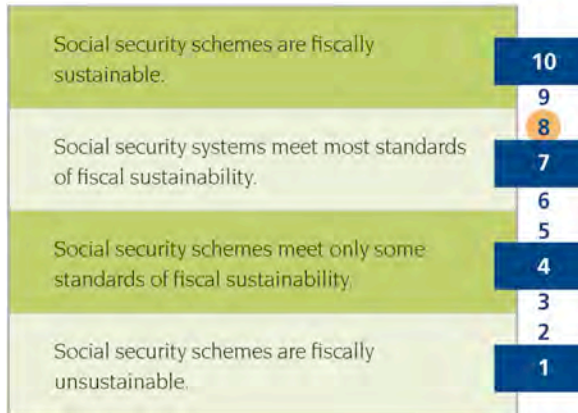 Social security schemes are fiscally
sustainable.
10
9
8
Social security systems meet most standards
of fiscal sustainability.
7
6
5
Social security schemes meet only some
standards of fiscal sustainability.
4
3
2
Social security schemes are fiscally
unsustainable.
1